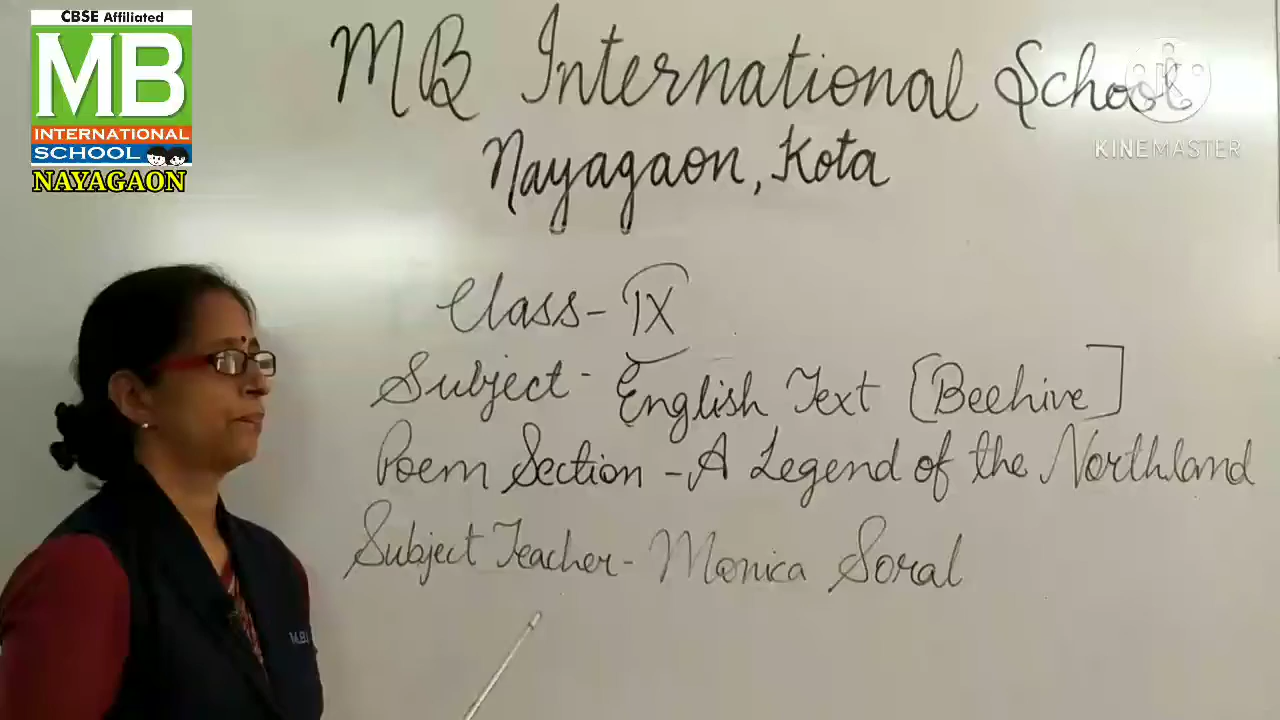 CBSE Affiliated
MB
INTERNATIONAL
SCHOOL
NAYAGAON
MB International School
KINEMASTER
Nayagaon, Kota
Class - IX
Subject - English Text [Beehive]
Poem Section - A Legend of the Northland
Subject Teacher - Monica Soral
M.B.